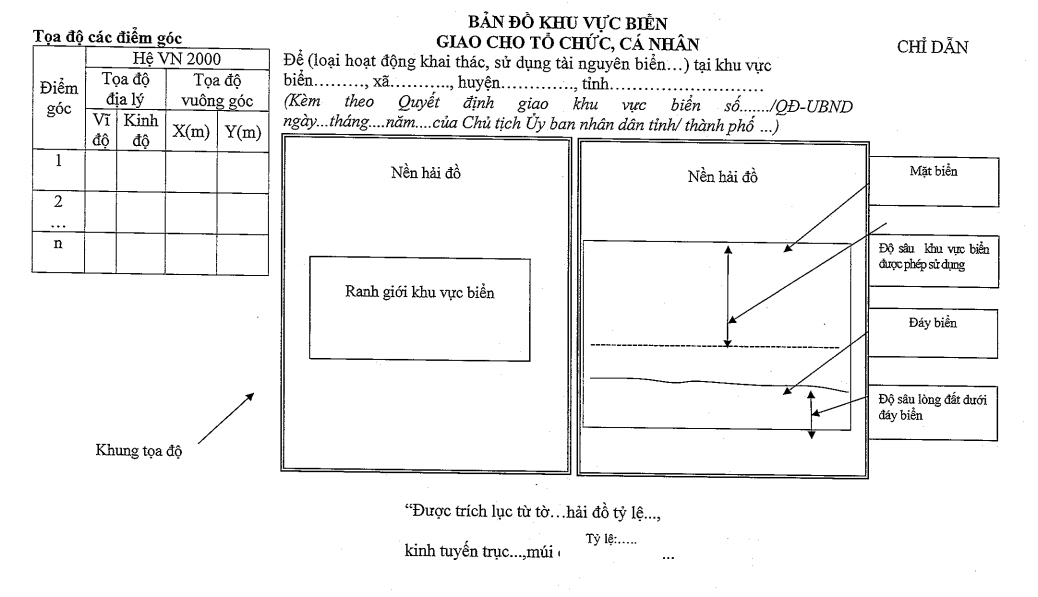 BẢN ĐỒ KHU VỰC BIỂN
GIAO CHO TỔ CHỨC, CÁ NHÂN
CHỈ DẪN
Tọa độ các điểm góc
Điểm góc
Hệ VN 2000
Tọa độ địa lý
Tọa độ vuông góc
Vĩ độ
Kinh độ
X(m)
Y(m)
1
2
...
n
Để (loại hoạt động khai thác, sử dụng tài nguyên biển…) tại khu vực
biển………, xã……….., huyện…………, tỉnh………………………
(Kèm theo Quyết định giao khu vực biển số......./QĐ-UBND
ngày...tháng....năm....của Chủ tịch Ủy ban nhân dân tỉnh/ thành phố ...)
Nền hải đồ
Ranh giới khu vực biển
Nền hải đồ
Mặt biển
Độ sâu khu vực biển
được phép sử dụng
Đáy biển
Độ sâu lòng đất dưới
đáy biển
Khung tọa độ
“Được trích lục từ tờ…hải đồ tỷ lệ...,
Tỷ lệ:.....
kinh tuyến trục...,múi ...